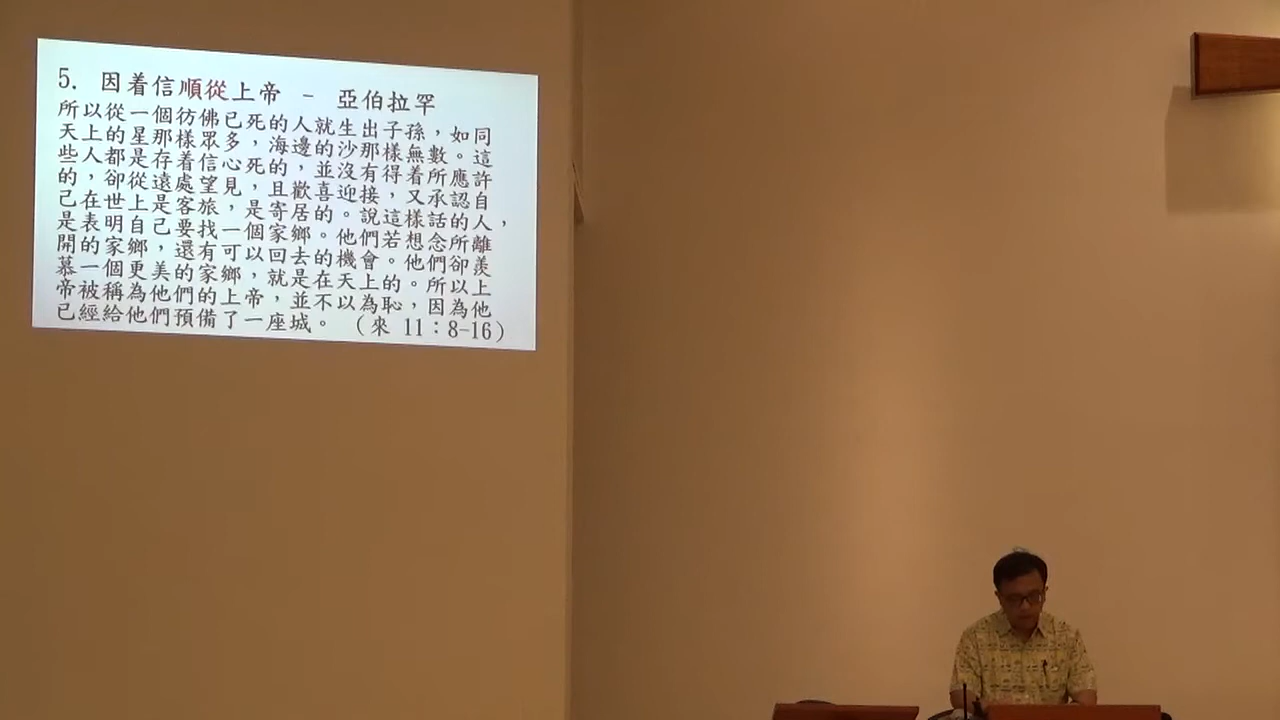 5. 因着信順從上帝 – 亞伯拉罕
所以從一個彷佛已死的人就生出子孫，如同
天上的星那樣眾多，海邊的沙那樣無數。這
些人都是存着信心死的，並沒有得着所應許
的，卻從遠處望見，且歡喜迎接，又承認自
己在世上是客旅，是寄居的。說這樣話的人，
是表明自己要找一個家鄉。他們若想念所離
開的家鄉，還有可以回去的機會。他們卻羨
慕一個更美的家鄉，就是在天上的。所以上
帝被稱為他們的上帝，並不以為恥，因為他
已經給他們預備了一座城。 （來 11：8-16）